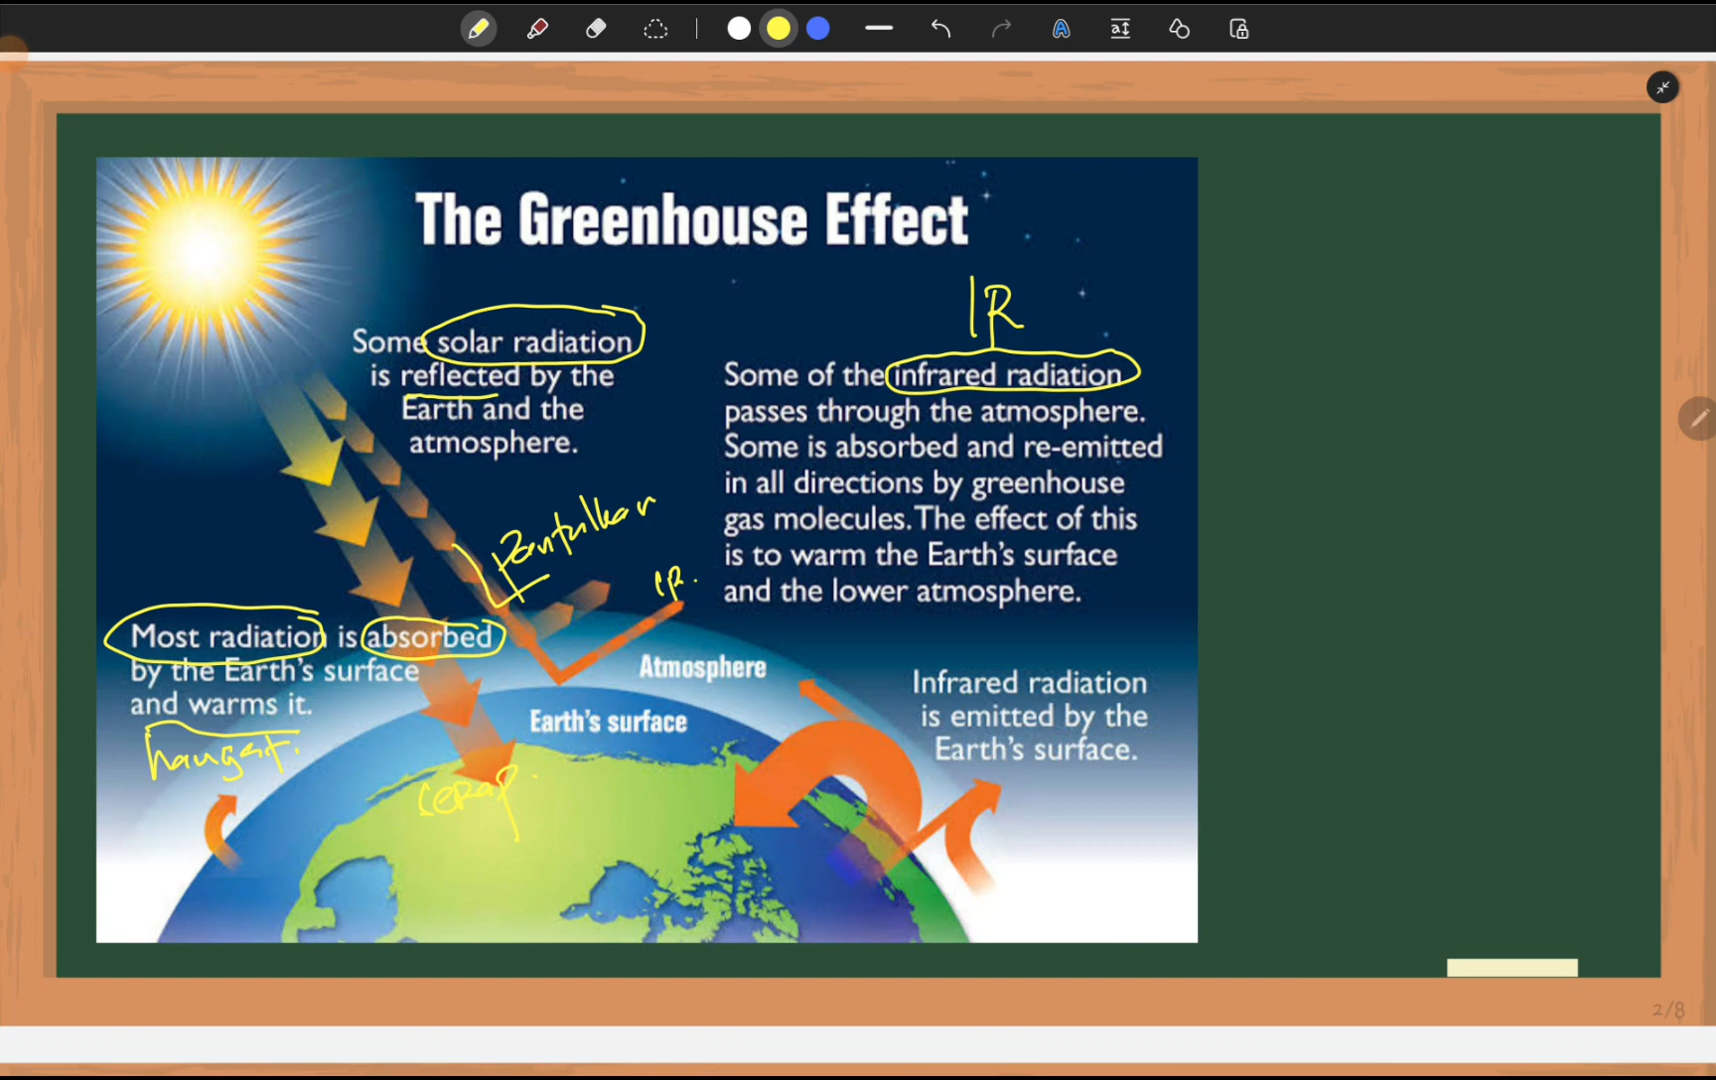 The Greenhouse Effect
IR
Some solar radiation
is reflected by the
Earth and the
atmosphere.
Some of the infrared radiation
passes through the atmosphere.
Some is absorbed and re-emitted
in all directions by greenhouse
gas molecules. The effect of this
is to warm the Earth's surface
and the lower atmosphere.
Pantulkan
IR.
Most radiation is absorbed
by the Earth's surface
and warms it.
hangat.
serap.
Atmosphere
Earth's surface
Infrared radiation
is emitted by the
Earth's surface.
2/8